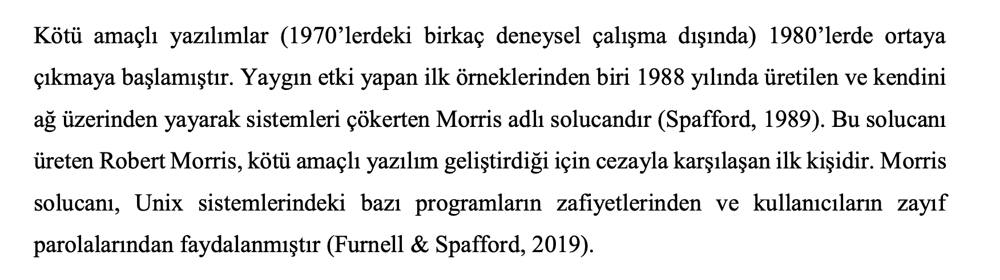 Kötü amaçlı yazılımlar (1970’lerdeki birkaç deneysel çalışma dışında) 1980’lerde ortaya
çıkmaya başlamıştır. Yaygın etki yapan ilk örneklerinden biri 1988 yılında üretilen ve kendini
ağ üzerinden yayarak sistemleri çökerten Morris adlı solucandır (Spafford, 1989). Bu solucanı
üreten Robert Morris, kötü amaçlı yazılım geliştirdiği için cezayla karşılaşan ilk kişidir. Morris
solucanı, Unix sistemlerindeki bazı programların zafiyetlerinden ve kullanıcıların zayıf
parolalarından faydalanmıştır (Furnell & Spafford, 2019).